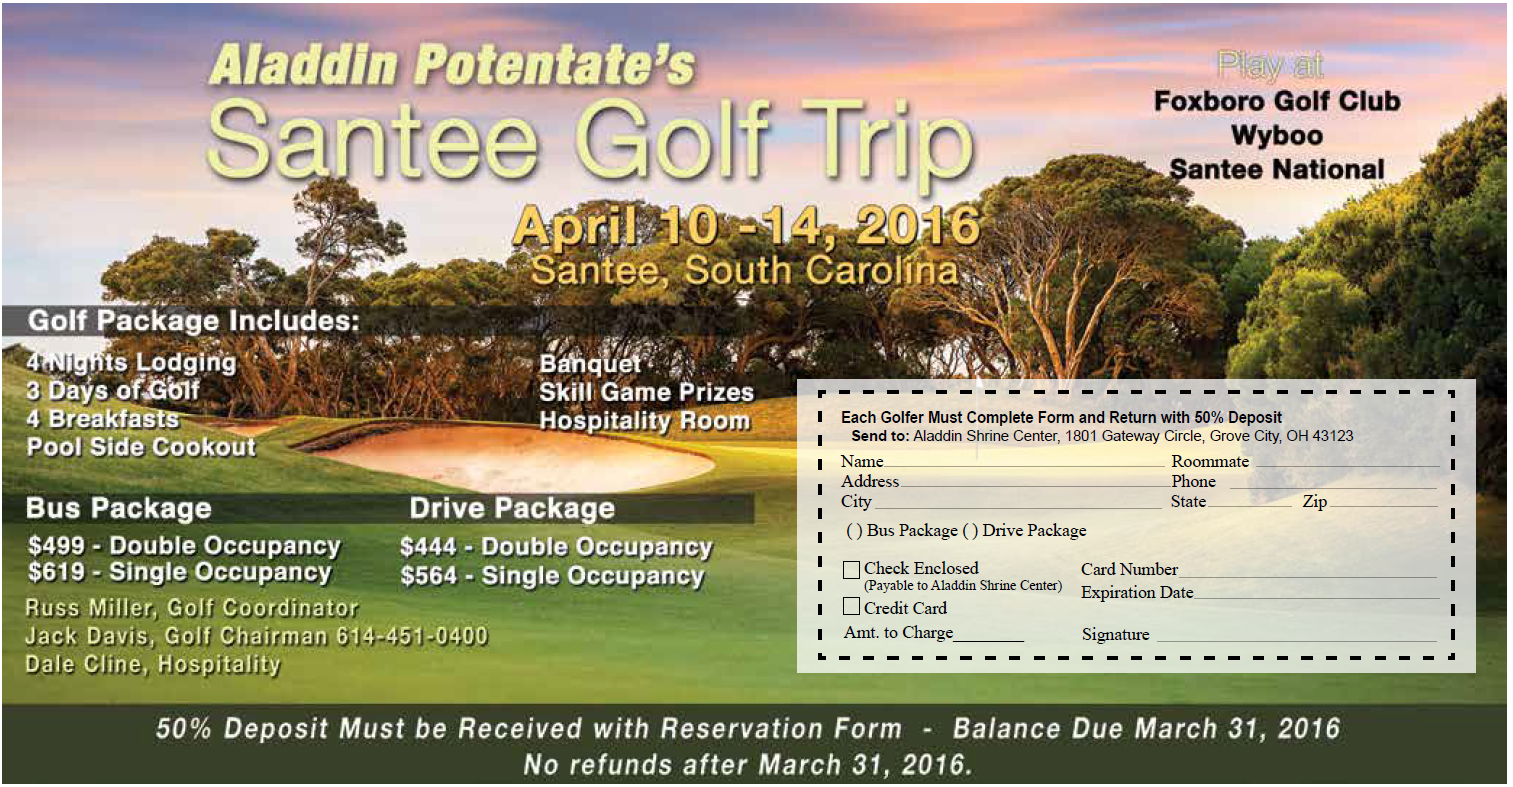 Aladdin Potentate's
Santee Golf Trip
April 10 -14, 2016
Santee, South Carolina
Play at
Foxboro Golf Club
Wyboo
Santee National
Golf Package Includes:
4 Nights Lodging
3 Days of Golf
4 Breakfasts
Pool Side Cookout
Banquet
Skill Game Prizes
Hospitality Room
Bus Package
$499 - Double Occupancy
$619 - Single Occupancy
Drive Package
$444 - Double Occupancy
$564 - Single Occupancy
Russ Miller, Golf Coordinator
Jack Davis, Golf Chairman 614-451-0400
Dale Cline, Hospitality
Each Golfer Must Complete Form and Return with 50% Deposit
Send to: Aladdin Shrine Center, 1801 Gateway Circle, Grove City, OH 43123
Name Roommate
Address Phone
City State Zip
( ) Bus Package ( ) Drive Package
Check Enclosed
(Payable to Aladdin Shrine Center)
Credit Card
Amt. to Charge
Card Number
Expiration Date
Signature
50% Deposit Must be Received with Reservation Form - Balance Due March 31, 2016
No refunds after March 31, 2016.